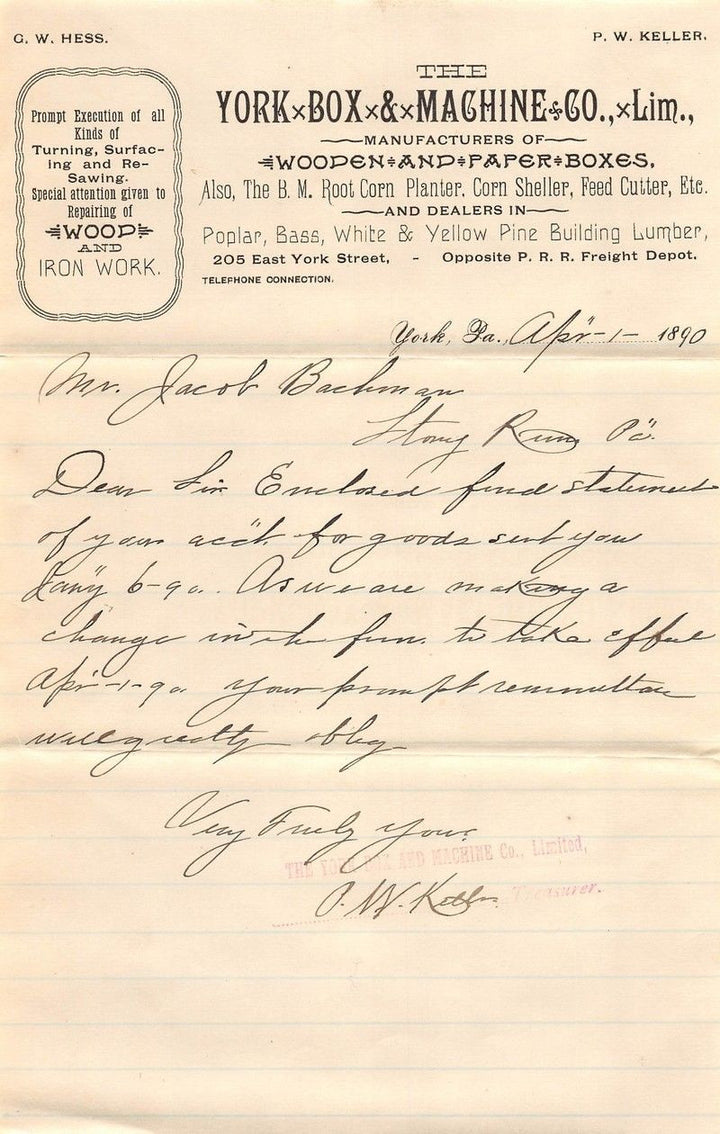 G. W. HESS.
P. W. KELLER.
Prompt Execution of all
Kinds of
Turning, Surfac-
ing and Re-
Sawing.
Special attention given to
Repairing of
WOOD
AND
IRON WORK.
THE
YORK×BOX×&×MACHINE CO.,×Lim.,
MANUFACTURERS OF
WOODEN AND PAPER BOXES,
Also, The B. M. Root Corn Planter, Corn Sheller, Feed Cutter, Etc.
AND DEALERS IN
Poplar, Bass, White & Yellow Pine Building Lumber,
205 East York Street, - Opposite P. R. R. Freight Depot.
TELEPHONE CONNECTION.
York, Pa., Apr-1- 1890
Mr. Jacob Bachman
Stony Run Pa.
Dear Sir Enclosed find statement
of your acc't for goods sent you
Jany 6-90. As we are making a
change in the firm to take effect
Apr-1-90 your prompt remmittance
will greatly oblige
Very Truly yours
THE YORK BOX AND MACHINE Co., Limited,
P. W. Keller Treasurer.